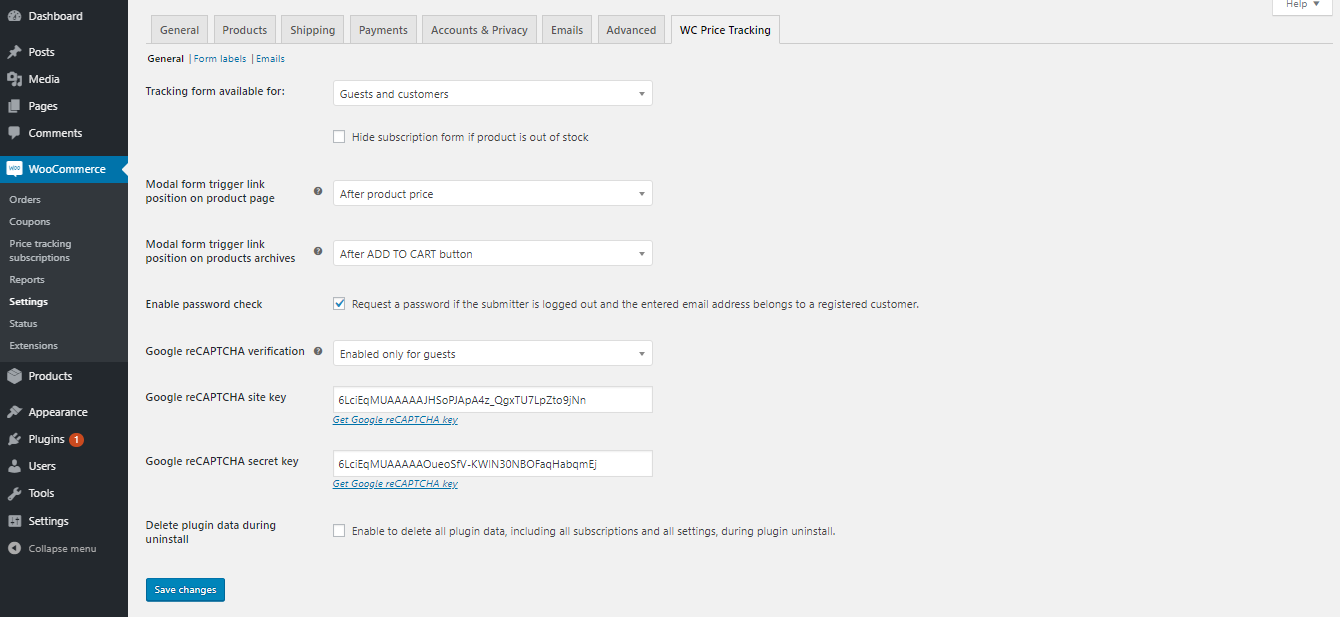 Dashboard
Posts
Media
Pages
Comments
WooCommerce
Orders
Coupons
Price tracking
subscriptions
Reports
Settings
Status
Extensions
Products
Appearance
Plugins 1
Users
Tools
Settings
Collapse menu
Help ▼
General
Products
Shipping
Payments
Accounts & Privacy
Emails
Advanced
WC Price Tracking
General | Form labels | Emails
Tracking form available for:
Guests and customers
Hide subscription form if product is out of stock
Modal form trigger link
position on product page
After product price
Modal form trigger link
position on products archives
After ADD TO CART button
Enable password check
Request a password if the submitter is logged out and the entered email address belongs to a registered customer.
Google reCAPTCHA verification
Enabled only for guests
Google reCAPTCHA site key
6LciEqMUAAAAAJHSoPJApA4z_QgxTU7LpZto9jNn
Get Google reCAPTCHA key
Google reCAPTCHA secret key
6LciEqMUAAAAAOueoSfV-KWIN30NBOFaqHabqmEj
Get Google reCAPTCHA key
Delete plugin data during
uninstall
Enable to delete all plugin data, including all subscriptions and all settings, during plugin uninstall.
Save changes